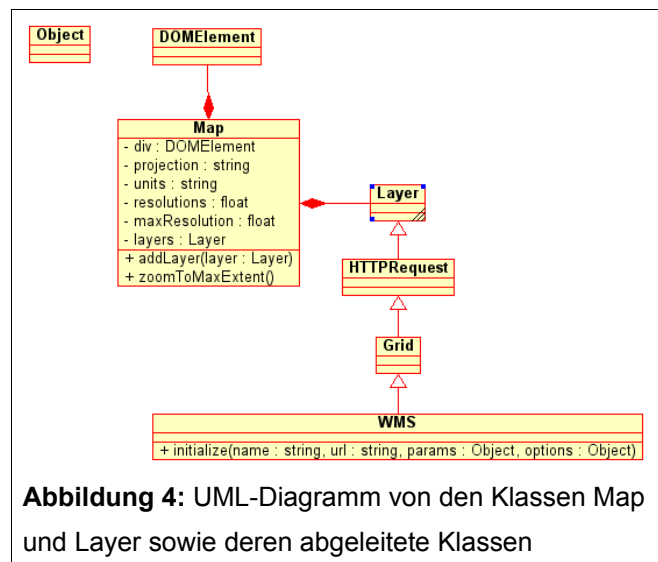 Object
DOMElement
Map
- div : DOMElement
- projection : string
- units : string
- resolutions : float
- maxResolution : float
- layers : Layer
+ addLayer(layer : Layer)
+ zoomToMaxExtent()
Layer
HTTPRequest
Grid
WMS
+ initialize(name : string, url : string, params : Object, options : Object)
Abbildung 4: UML-Diagramm von den Klassen Map
und Layer sowie deren abgeleitete Klassen